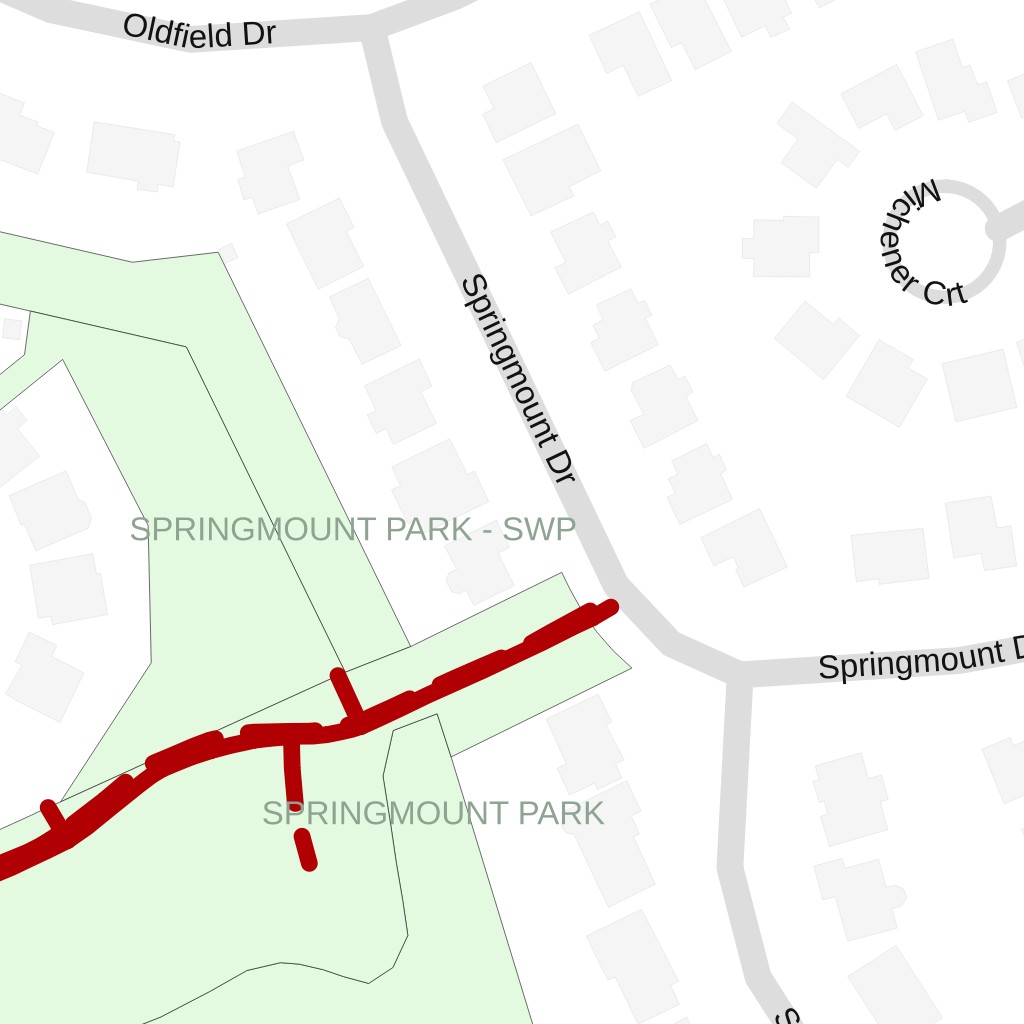 Oldfield Dr
Michener Crt
Springmount Dr
SPRINGMOUNT PARK - SWP
Springmount D
SPRINGMOUNT PARK
S